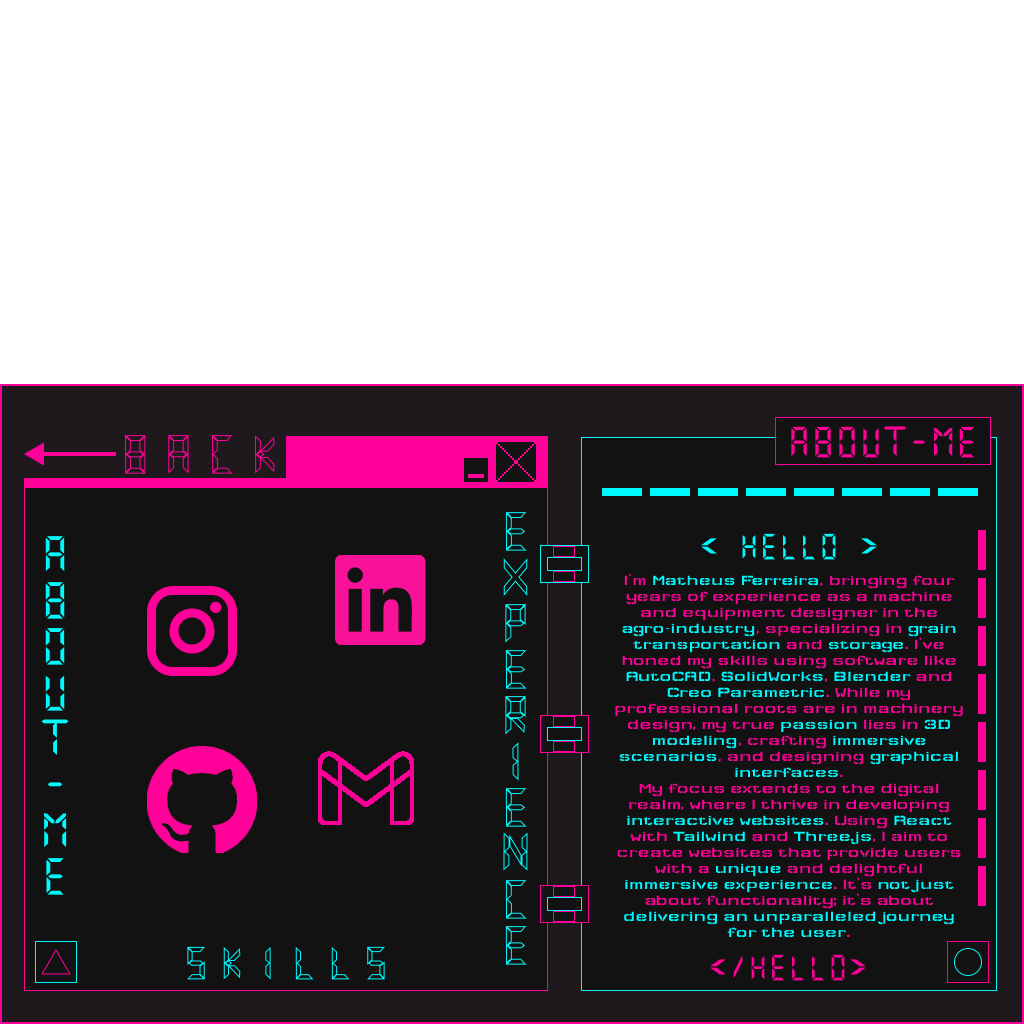 BACK
ABOUT-ME
EXPERIENCE
SKILLS
in
ABOUT-ME
< HELLO >
I'm Matheus Ferreira, bringing four
years of experience as a machine
and equipment designer in the
agro-industry, specializing in grain
transportation and storage. I've
honed my skills using software like
AutoCAD, SolidWorks, Blender and
Creo Parametric. While my
professional roots are in machinery
design, my true passion lies in 3D
modeling, crafting immersive
scenarios, and designing graphical
interfaces.
My focus extends to the digital
realm, where I thrive in developing
interactive websites. Using React
with Tailwind and Three.js, I aim to
create websites that provide users
with a unique and delightful
immersive experience. It's not just
about functionality; it's about
delivering an unparalleled journey
for the user.
</HELLO>